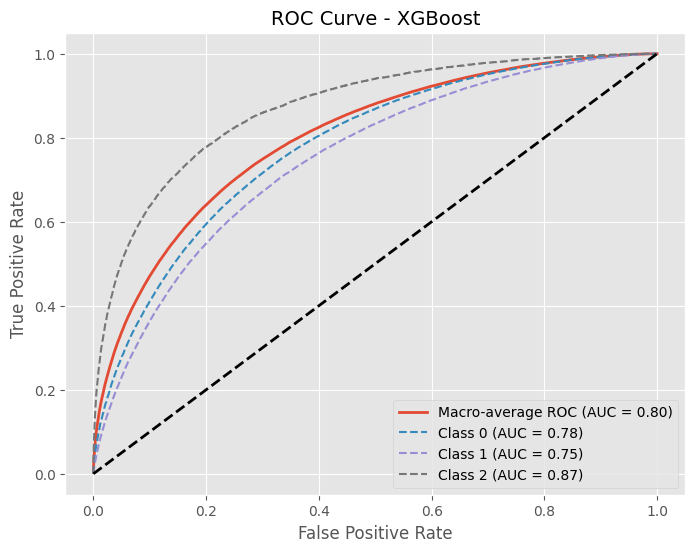 ROC Curve - XGBoost
True Positive Rate
1.0
0.8
0.6
0.4
0.2
0.0
Macro-average ROC (AUC = 0.80)
Class 0 (AUC = 0.78)
Class 1 (AUC = 0.75)
Class 2 (AUC = 0.87)
0.0 0.2 0.4 0.6 0.8 1.0
False Positive Rate